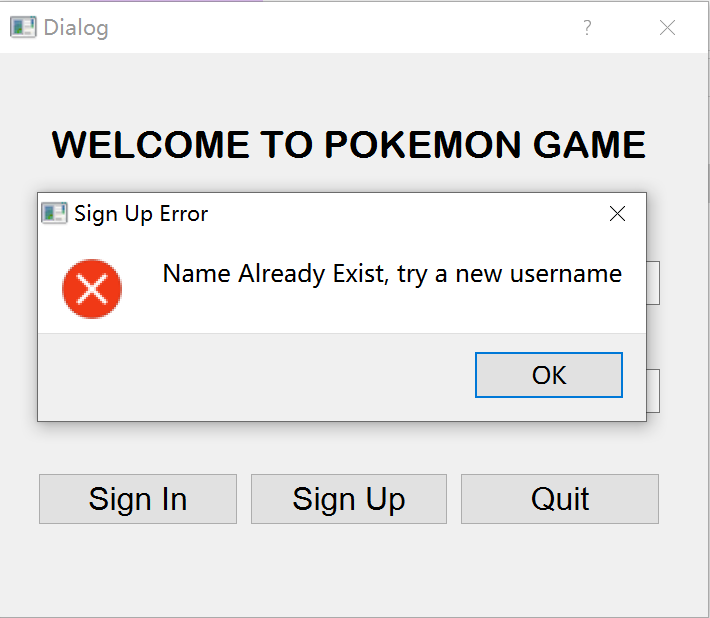 Dialog
WELCOME TO POKEMON GAME
Sign Up Error
Name Already Exist, try a new username
OK
Sign In
Sign Up
Quit